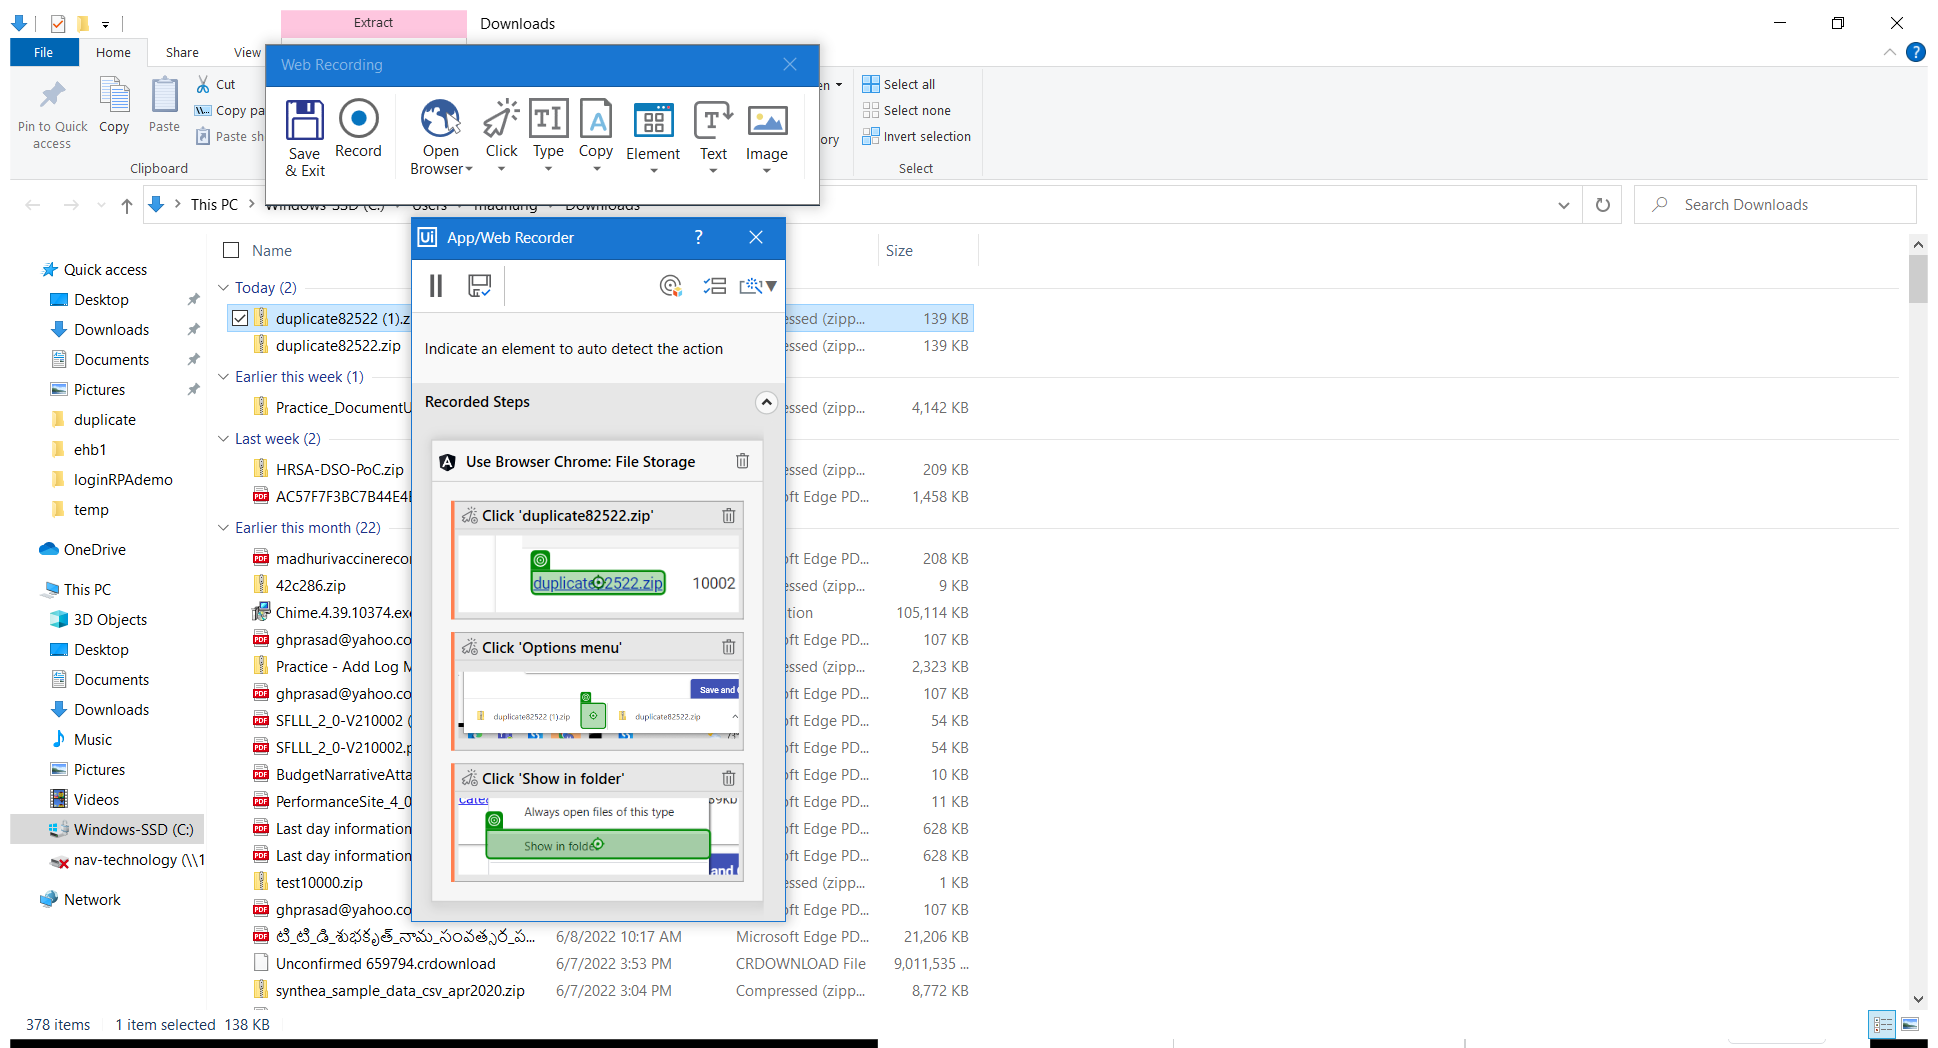 Extract
Downloads
File
Home
Share
View
Web Recording
Pin to Quick access
Copy
Paste
Cut
Copy pa
Paste sh
Clipboard
Save & Exit
Record
Open Browser
Click
Type
Copy
Element
Text
Image
en
ory
Select all
Select none
Invert selection
Select
This PC
Windows-SSD (C:)
Users
Downloads
Search Downloads
Quick access
Desktop
Downloads
Documents
Pictures
duplicate
ehb1
loginRPAdemo
temp
OneDrive
This PC
3D Objects
Desktop
Documents
Downloads
Music
Pictures
Videos
Windows-SSD (C:)
nav-technology (\\1
Network
Name
Size
Today (2)
duplicate82522 (1).z
essed (zipp...
139 KB
duplicate82522.zip
essed (zipp...
139 KB
Earlier this week (1)
Practice_DocumentU
essed (zipp...
4,142 KB
Last week (2)
HRSA-DSO-PoC.zip
essed (zipp...
209 KB
AC57F7F3BC7B44E4E
oft Edge PD...
1,458 KB
Earlier this month (22)
madhurivaccinerecor
oft Edge PD...
208 KB
42c286.zip
essed (zipp...
9 KB
Chime.4.39.10374.exe
tion
105,114 KB
ghprasad@yahoo.co
oft Edge PD...
107 KB
Practice - Add Log M
essed (zipp...
2,323 KB
ghprasad@yahoo.co
oft Edge PD...
107 KB
SFLLL_2_0-V210002 (
oft Edge PD...
54 KB
SFLLL_2_0-V210002.p
oft Edge PD...
54 KB
BudgetNarrativeAtta
oft Edge PD...
10 KB
PerformanceSite_4_0
oft Edge PD...
11 KB
Last day information
oft Edge PD...
628 KB
Last day information
oft Edge PD...
628 KB
test10000.zip
essed (zipp...
1 KB
ghprasad@yahoo.co
oft Edge PD...
107 KB
టి_టి_డి_శుభకృత్_నామ_సంవత్సర_ప...
6/8/2022 10:17 AM
Microsoft Edge PD...
21,206 KB
Unconfirmed 659794.crdownload
6/7/2022 3:53 PM
CRDOWNLOAD File
9,011,535 ...
synthea_sample_data_csv_apr2020.zip
6/7/2022 3:04 PM
Compressed (zipp...
8,772 KB
Ui App/Web Recorder
?
Indicate an element to auto detect the action
Recorded Steps
Use Browser Chrome: File Storage
Click 'duplicate82522.zip'
duplicate82522.zip
10002
Click 'Options menu'
Save and
duplicate82522 (1).zip
duplicate82522.zip
Click 'Show in folder'
Always open files of this type
Show in folder
and
378 items
1 item selected
138 KB